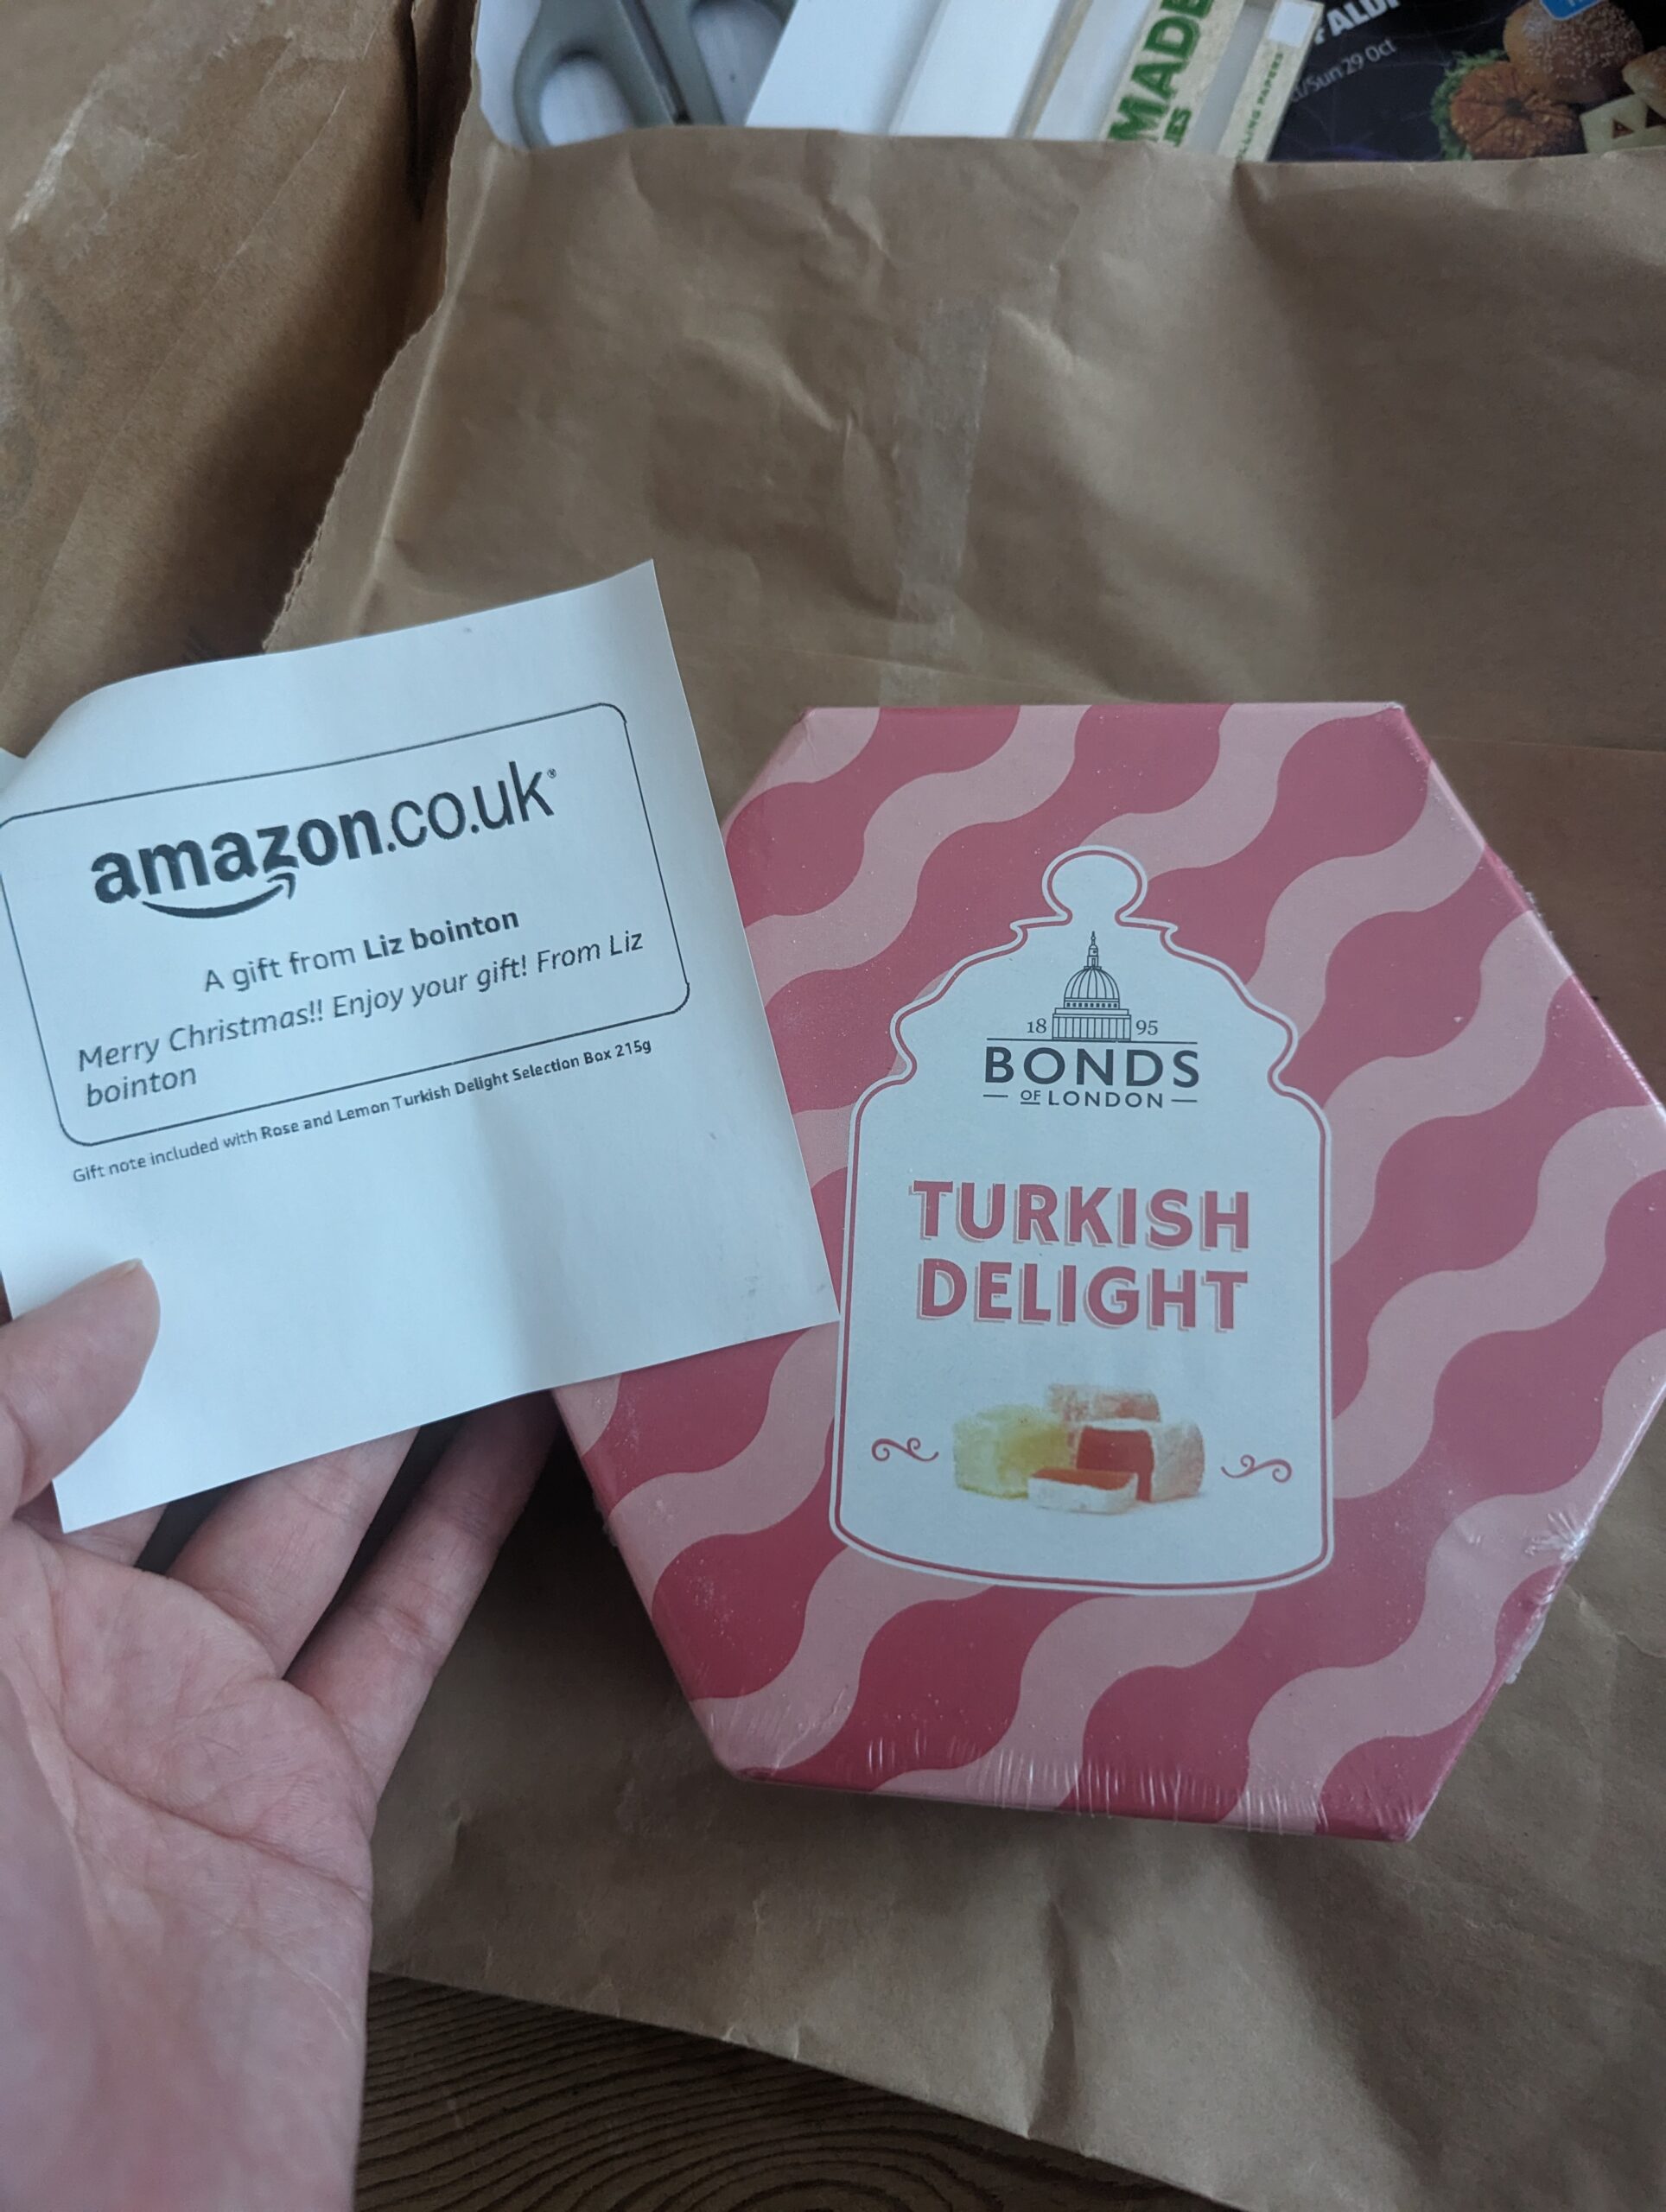 MADE
ALDI
/Sun 29 Oct
LING PAPERS
amazon.co.uk
A gift from Liz bointon
Merry Christmas!! Enjoy your gift! From Liz
bointon
Gift note included with Rose and Lemon Turkish Delight Selection Box 215g
18 95
BONDS
OF LONDON
TURKISH
DELIGHT